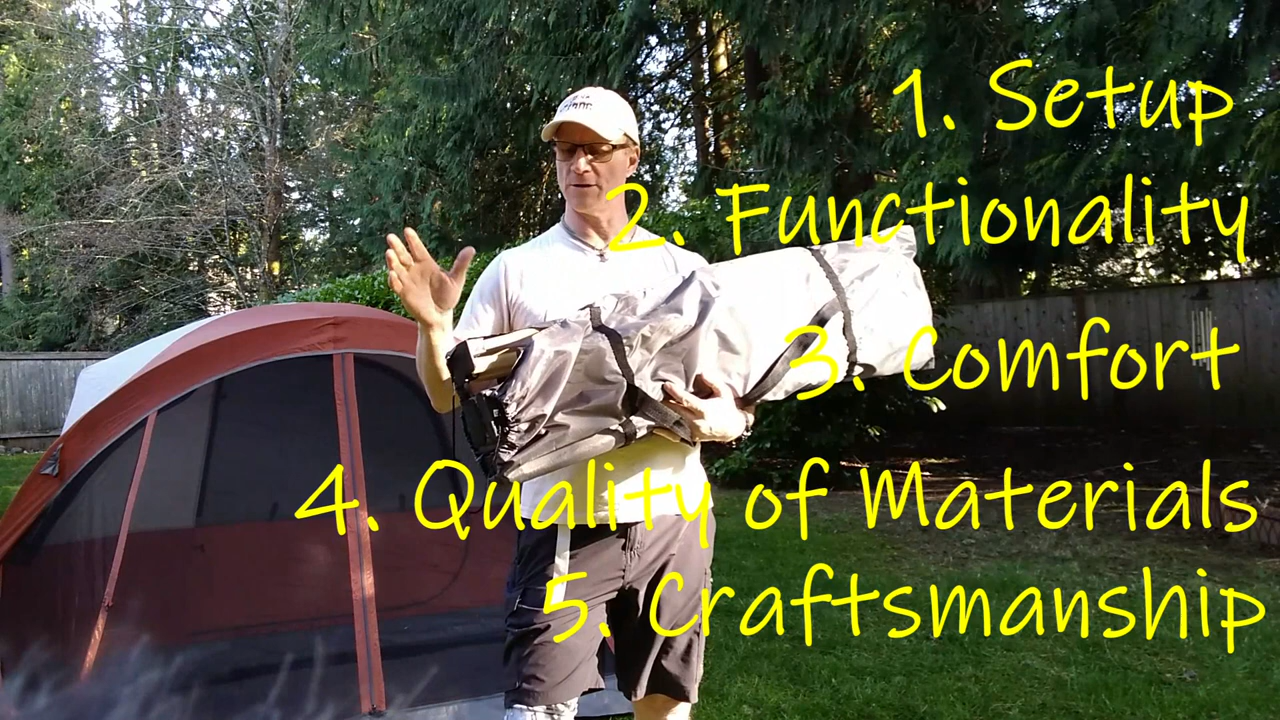 1. Setup
2. Functionality
3. Comfort
4. Quality of Materials
5. Craftsmanship